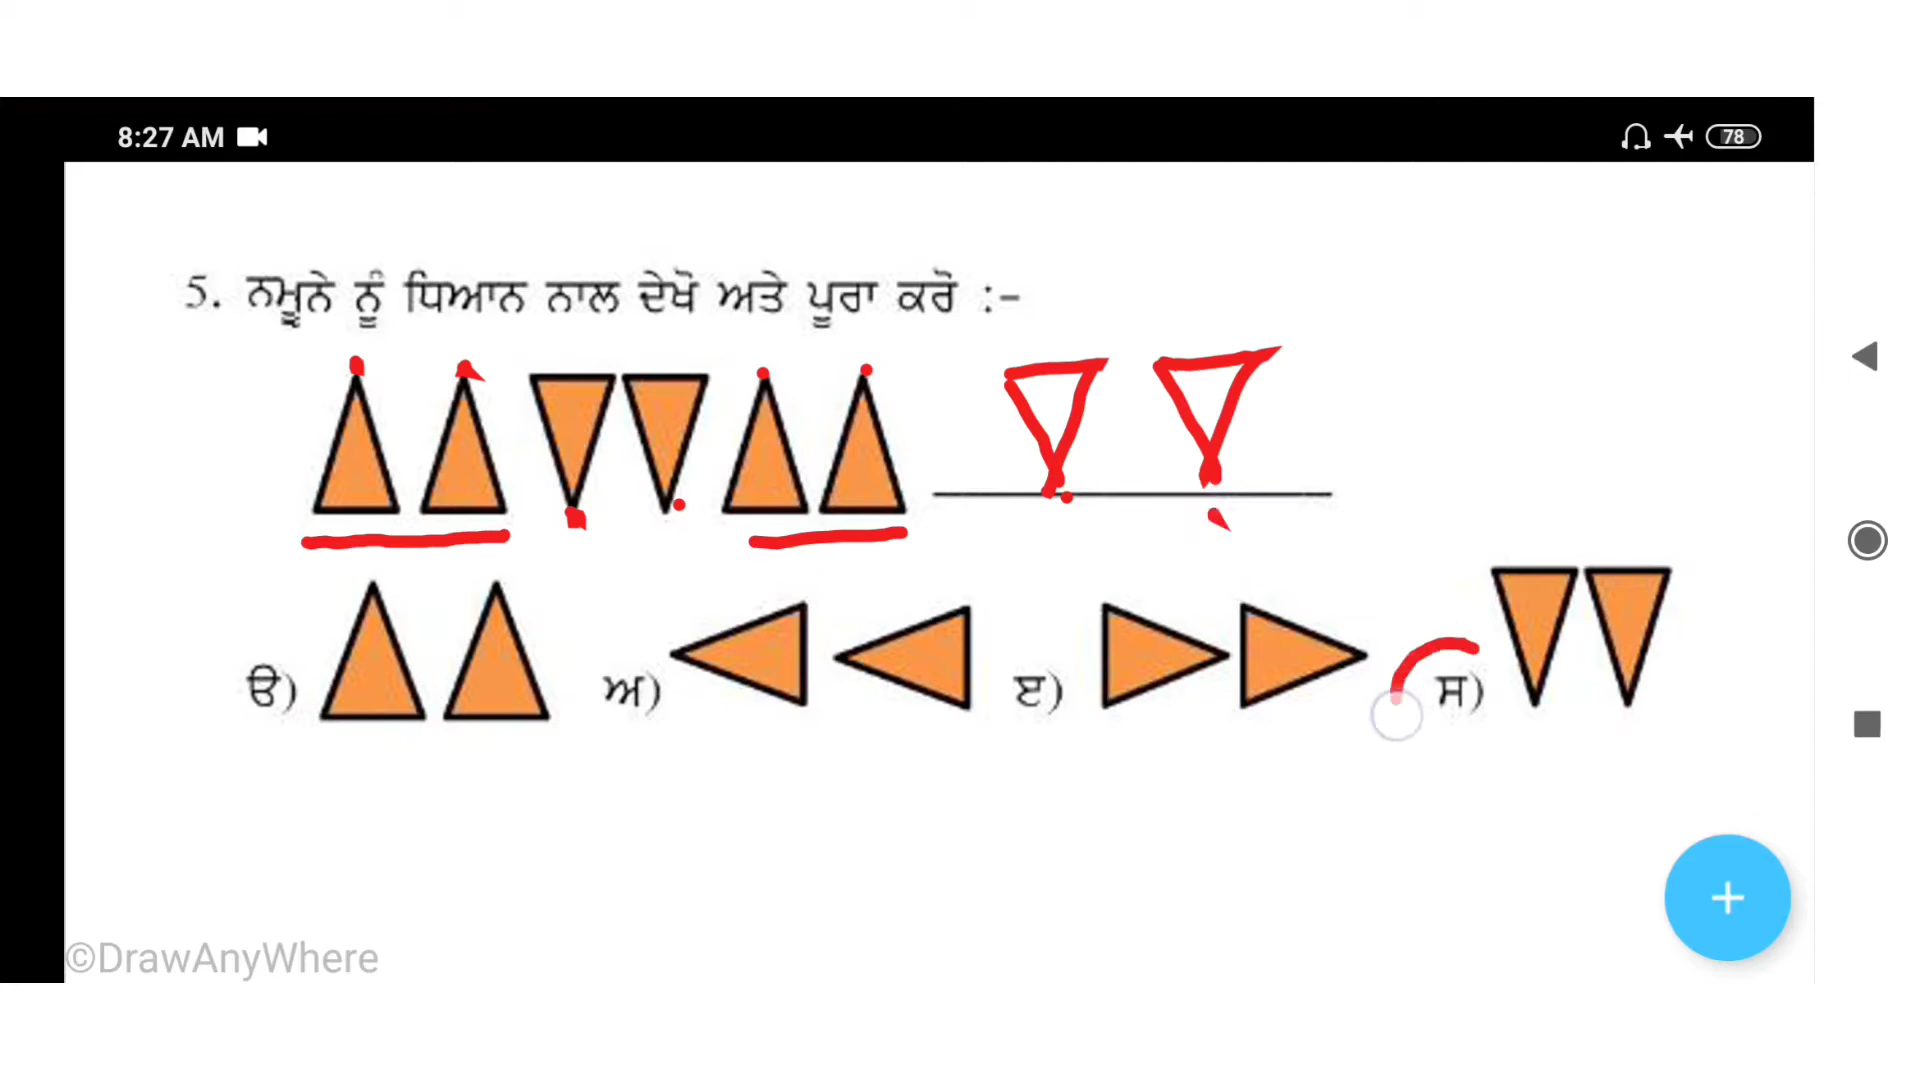 8:27 AM 78
5. ਨਮੂਨੇ ਨੂੰ ਧਿਆਨ ਨਾਲ ਦੇਖੋ ਅਤੇ ਪੂਰਾ ਕਰੋ :-
ੳ) ਅ) ੲ) ਸ)
+
©DrawAnyWhere